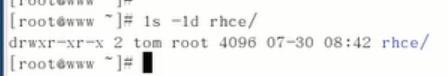 [root@www ~]# ls -ld rhce/
drwxr-xr-x 2 tom root 4096 07-30 08:42 rhce/
[root@www ~]#